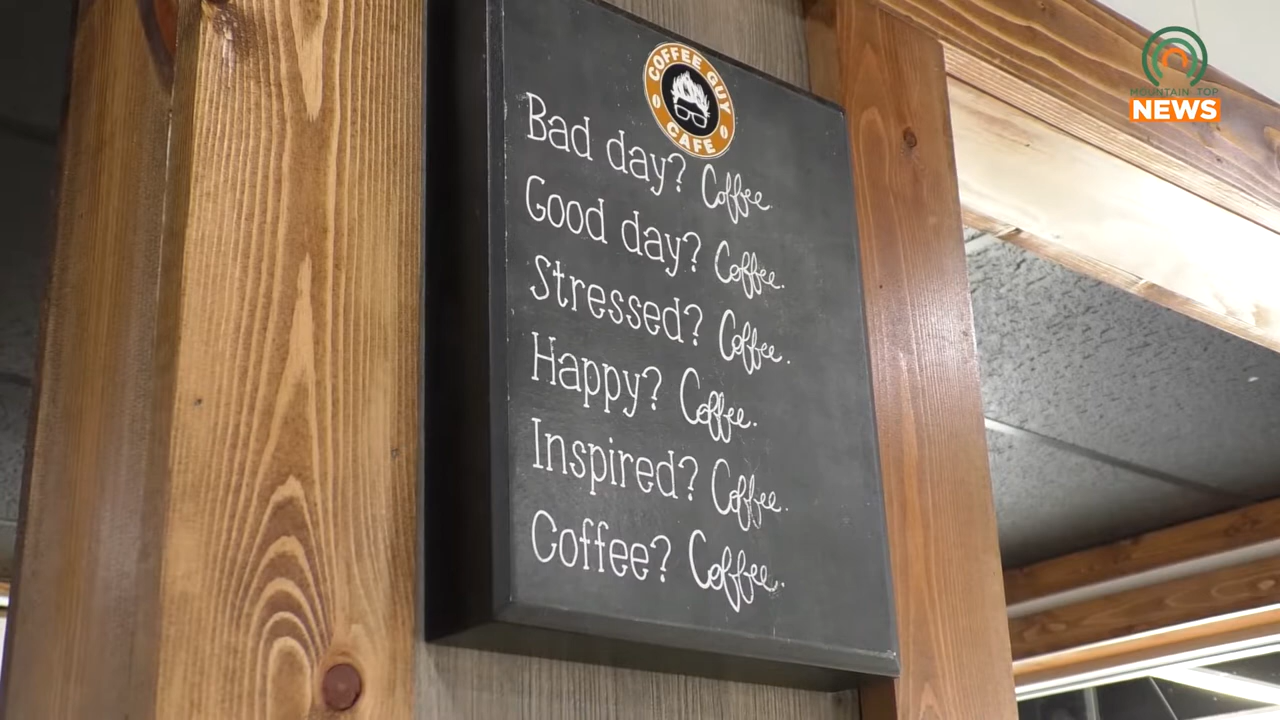 COFFEE GUY
CAFE
Bad day? Coffee.
Good day? Coffee.
Stressed? Coffee.
Happy? Coffee.
Inspired? Coffee.
Coffee? Coffee.
MOUNTAIN TOP
NEWS